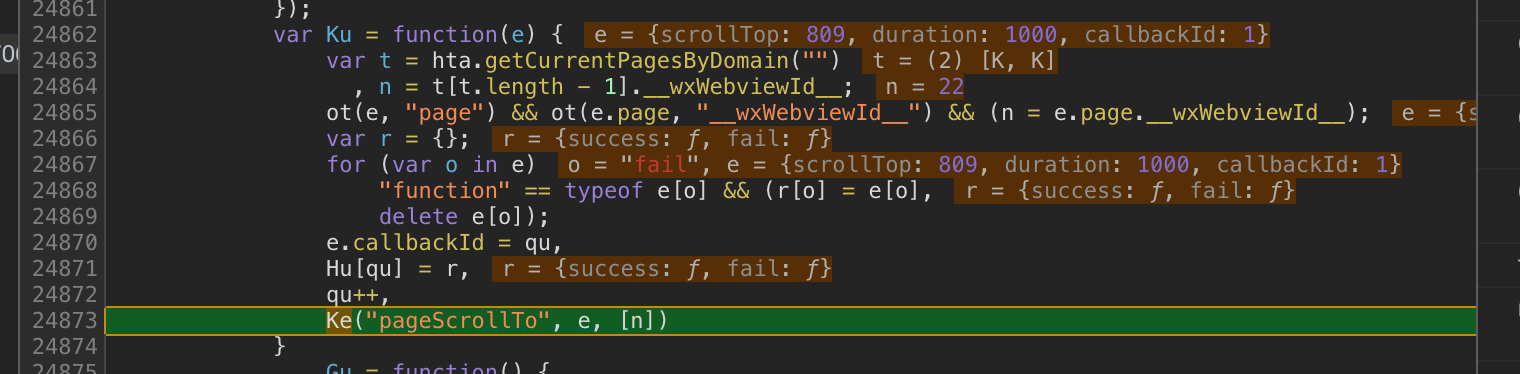 24861 });
24862 var Ku = function(e) { e = {scrollTop: 809, duration: 1000, callbackId: 1}
24863 var t = hta.getCurrentPagesByDomain("") t = (2) [K, K]
24864 , n = t[t.length - 1].__wxWebviewId__; n = 22
24865 ot(e, "page") && ot(e.page, "__wxWebviewId__") && (n = e.page.__wxWebviewId__); e = {s
24866 var r = {}; r = {success: ƒ, fail: ƒ}
24867 for (var o in e) o = "fail", e = {scrollTop: 809, duration: 1000, callbackId: 1}
24868 "function" == typeof e[o] && (r[o] = e[o], r = {success: ƒ, fail: ƒ}
24869 delete e[o]);
24870 e.callbackId = qu,
24871 Hu[qu] = r, r = {success: ƒ, fail: ƒ}
24872 qu++,
24873 Ke("pageScrollTo", e, [n])
24874 }
24875 Gu = function() {